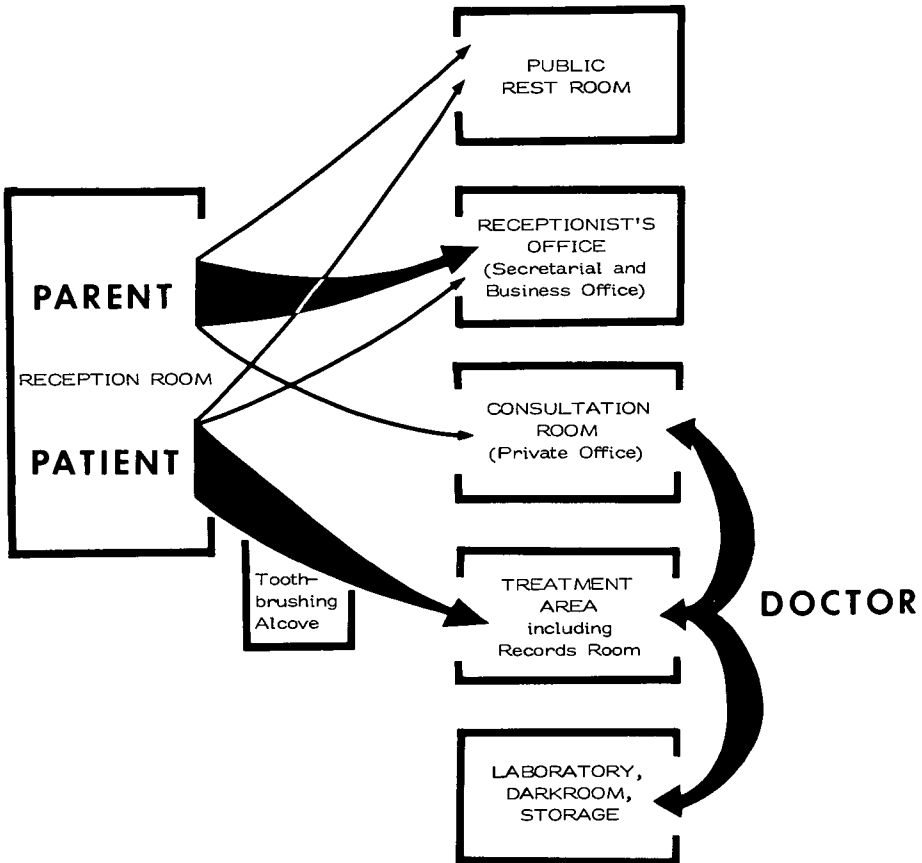 PUBLIC
REST ROOM
RECEPTIONIST'S
OFFICE
(Secretarial and
Business Office)
PARENT
RECEPTION ROOM
PATIENT
CONSULTATION
ROOM
(Private Office)
Tooth-
brushing
Alcove
TREATMENT
AREA
including
Records Room
DOCTOR
LABORATORY,
DARKROOM,
STORAGE